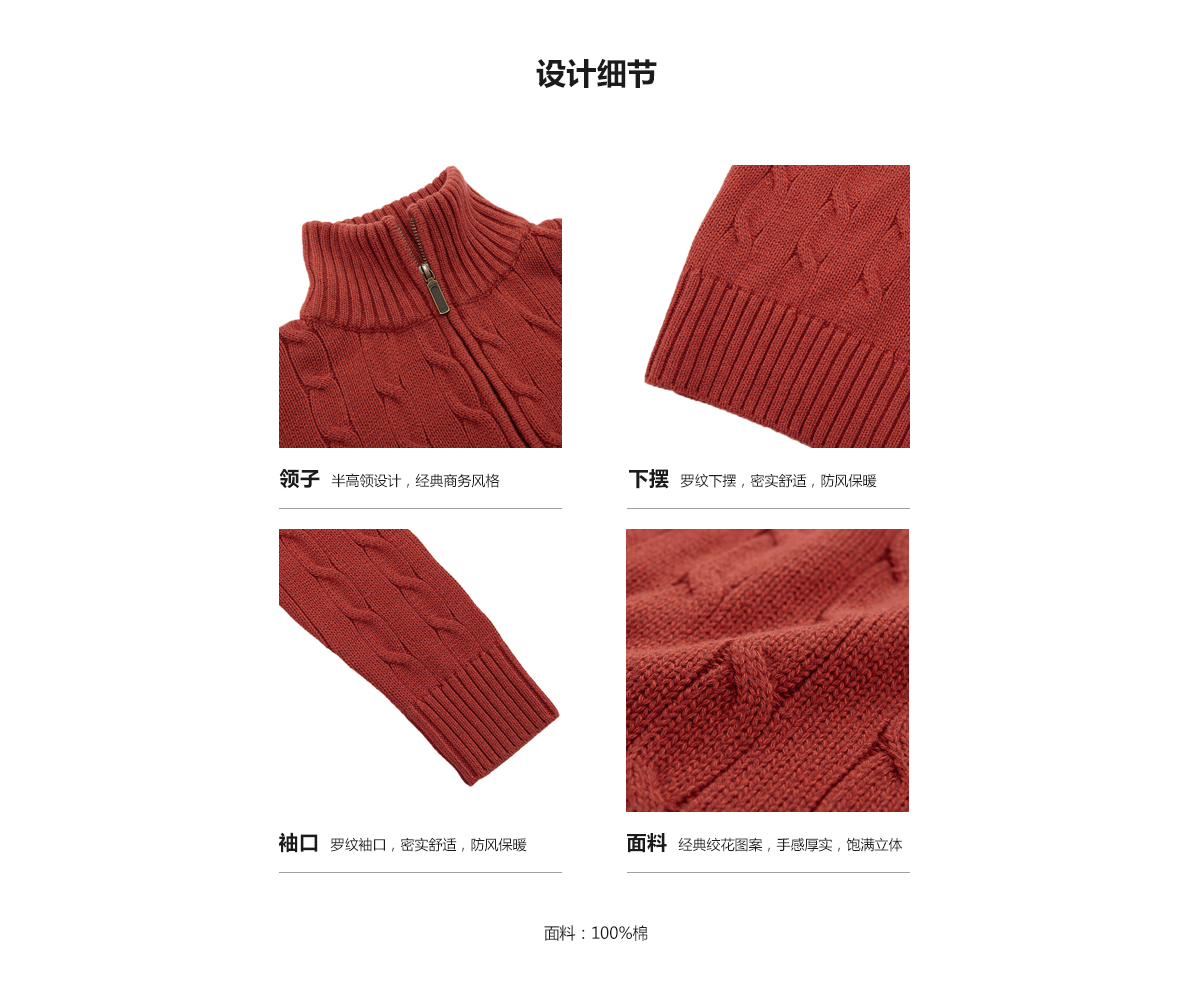 设计细节
领子 半高领设计，经典商务风格
下摆 罗纹下摆，密实舒适，防风保暖
袖口 罗纹袖口，密实舒适，防风保暖
面料 经典绞花图案，手感厚实，饱满立体
面料：100%棉